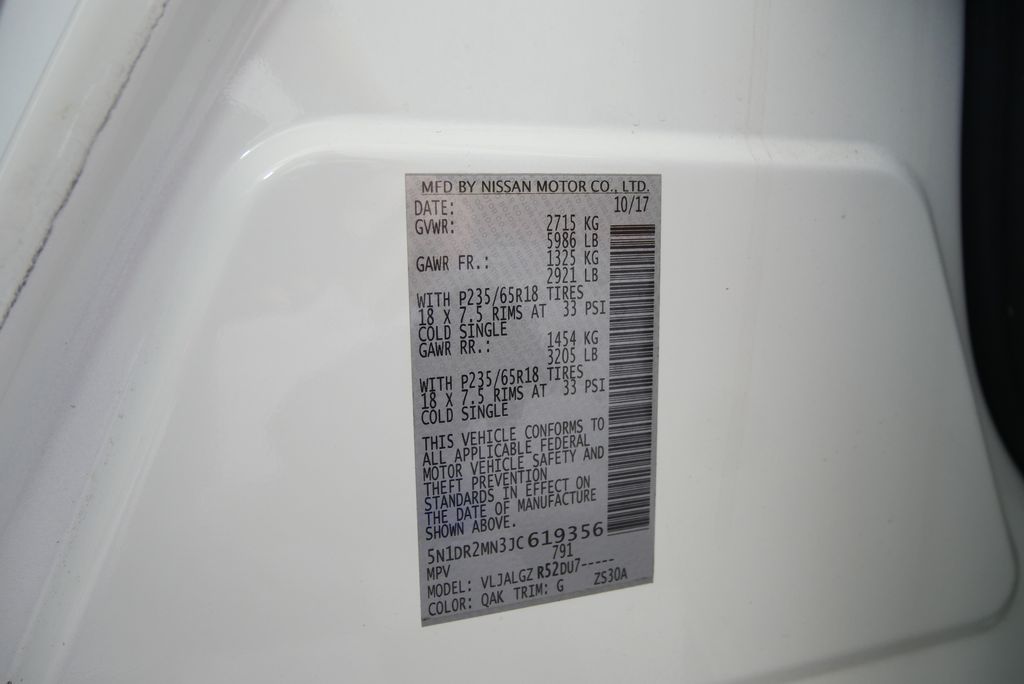 MFD BY NISSAN MOTOR CO., LTD.
DATE: 10/17
GVWR: 2715 KG
5986 LB
GAWR FR.: 1325 KG
2921 LB
WITH P235/65R18 TIRES
18 X 7.5 RIMS AT 33 PSI
COLD SINGLE
GAWR RR.: 1454 KG
3205 LB
WITH P235/65R18 TIRES
18 X 7.5 RIMS AT 33 PSI
COLD SINGLE
THIS VEHICLE CONFORMS TO
ALL APPLICABLE FEDERAL
MOTOR VEHICLE SAFETY AND
THEFT PREVENTION
STANDARDS IN EFFECT ON
THE DATE OF MANUFACTURE
SHOWN ABOVE.
5N1DR2MN3JC619356
MPV 791
MODEL: VLJALGZ R52DU7-----
COLOR: QAK TRIM: G ZS30A